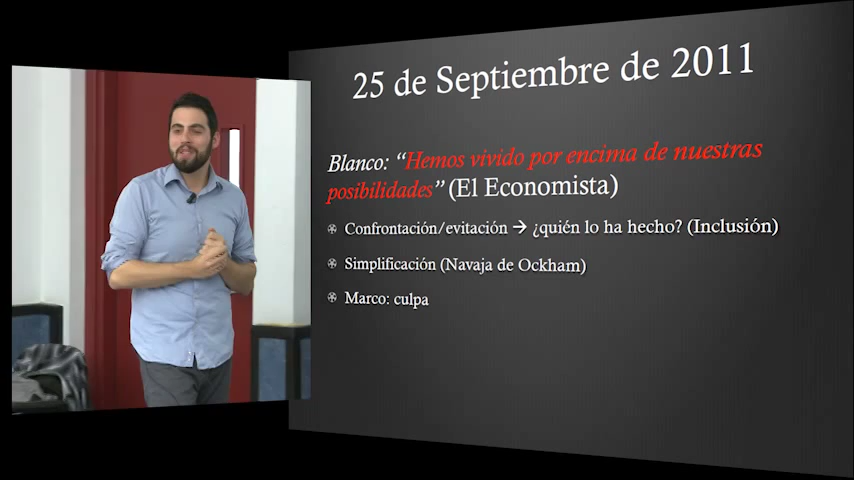 25 de Septiembre de 2011
Blanco: “Hemos vivido por encima de nuestras
posibilidades” (El Economista)
Confrontación/evitación → ¿quién lo ha hecho? (Inclusión)
Simplificación (Navaja de Ockham)
Marco: culpa